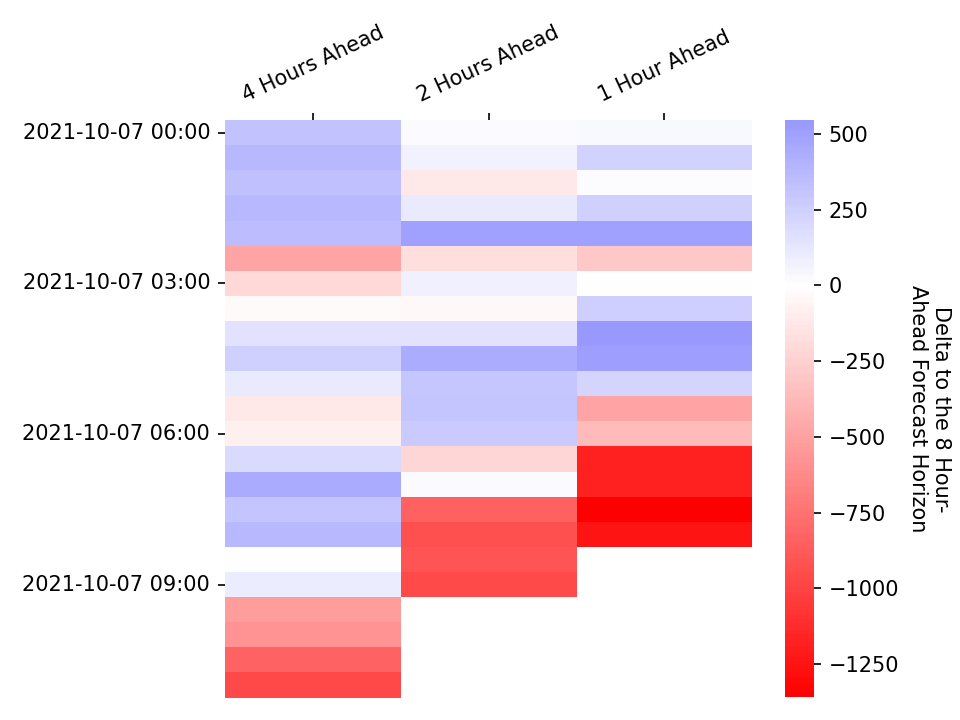 4 Hours Ahead
2 Hours Ahead
1 Hour Ahead
2021-10-07 00:00
2021-10-07 03:00
2021-10-07 06:00
2021-10-07 09:00
500
250
0
−250
−500
−750
−1000
−1250
Delta to the 8 Hour-
Ahead Forecast Horizon